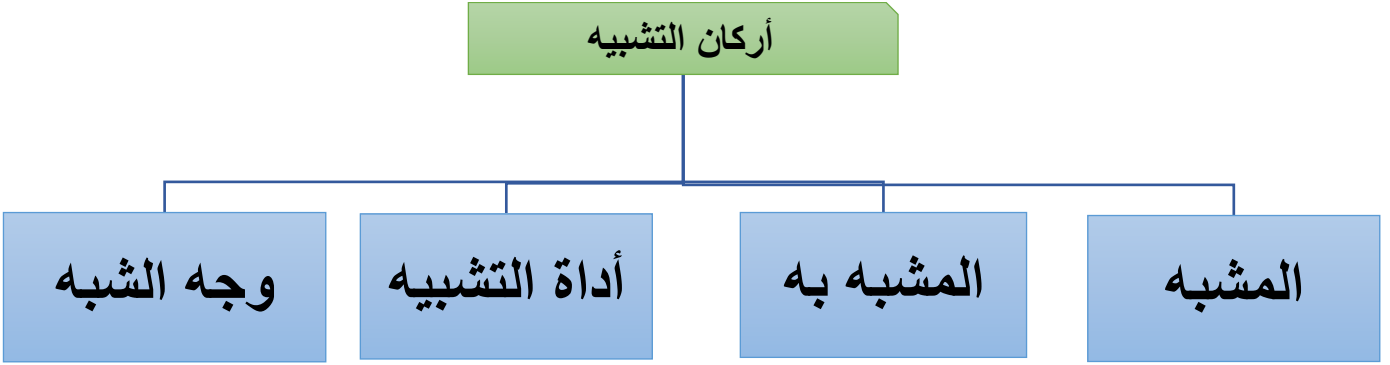 أركان التشبيه
المشبه
المشبه به
أداة التشبيه
وجه الشبه